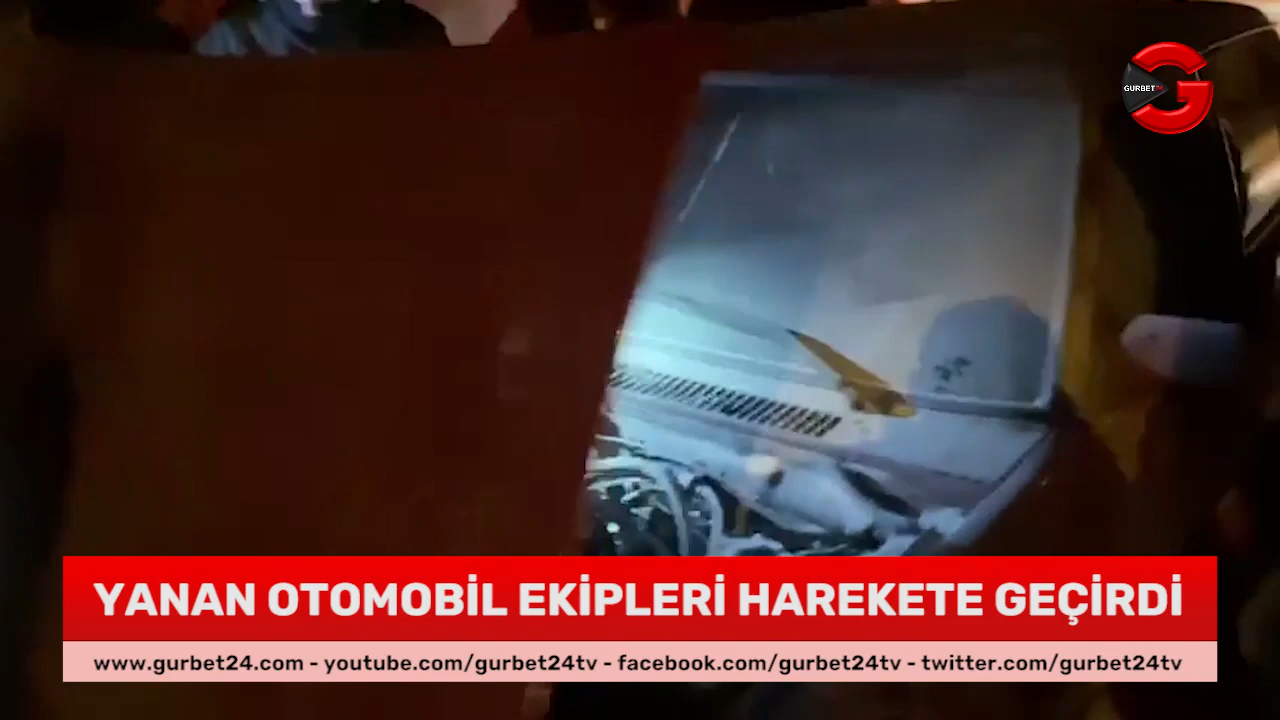 GURBET24
YANAN OTOMOBİL EKİPLERİ HAREKETE GEÇİRDİ
www.gurbet24.com - youtube.com/gurbet24tv - facebook.com/gurbet24tv - twitter.com/gurbet24tv